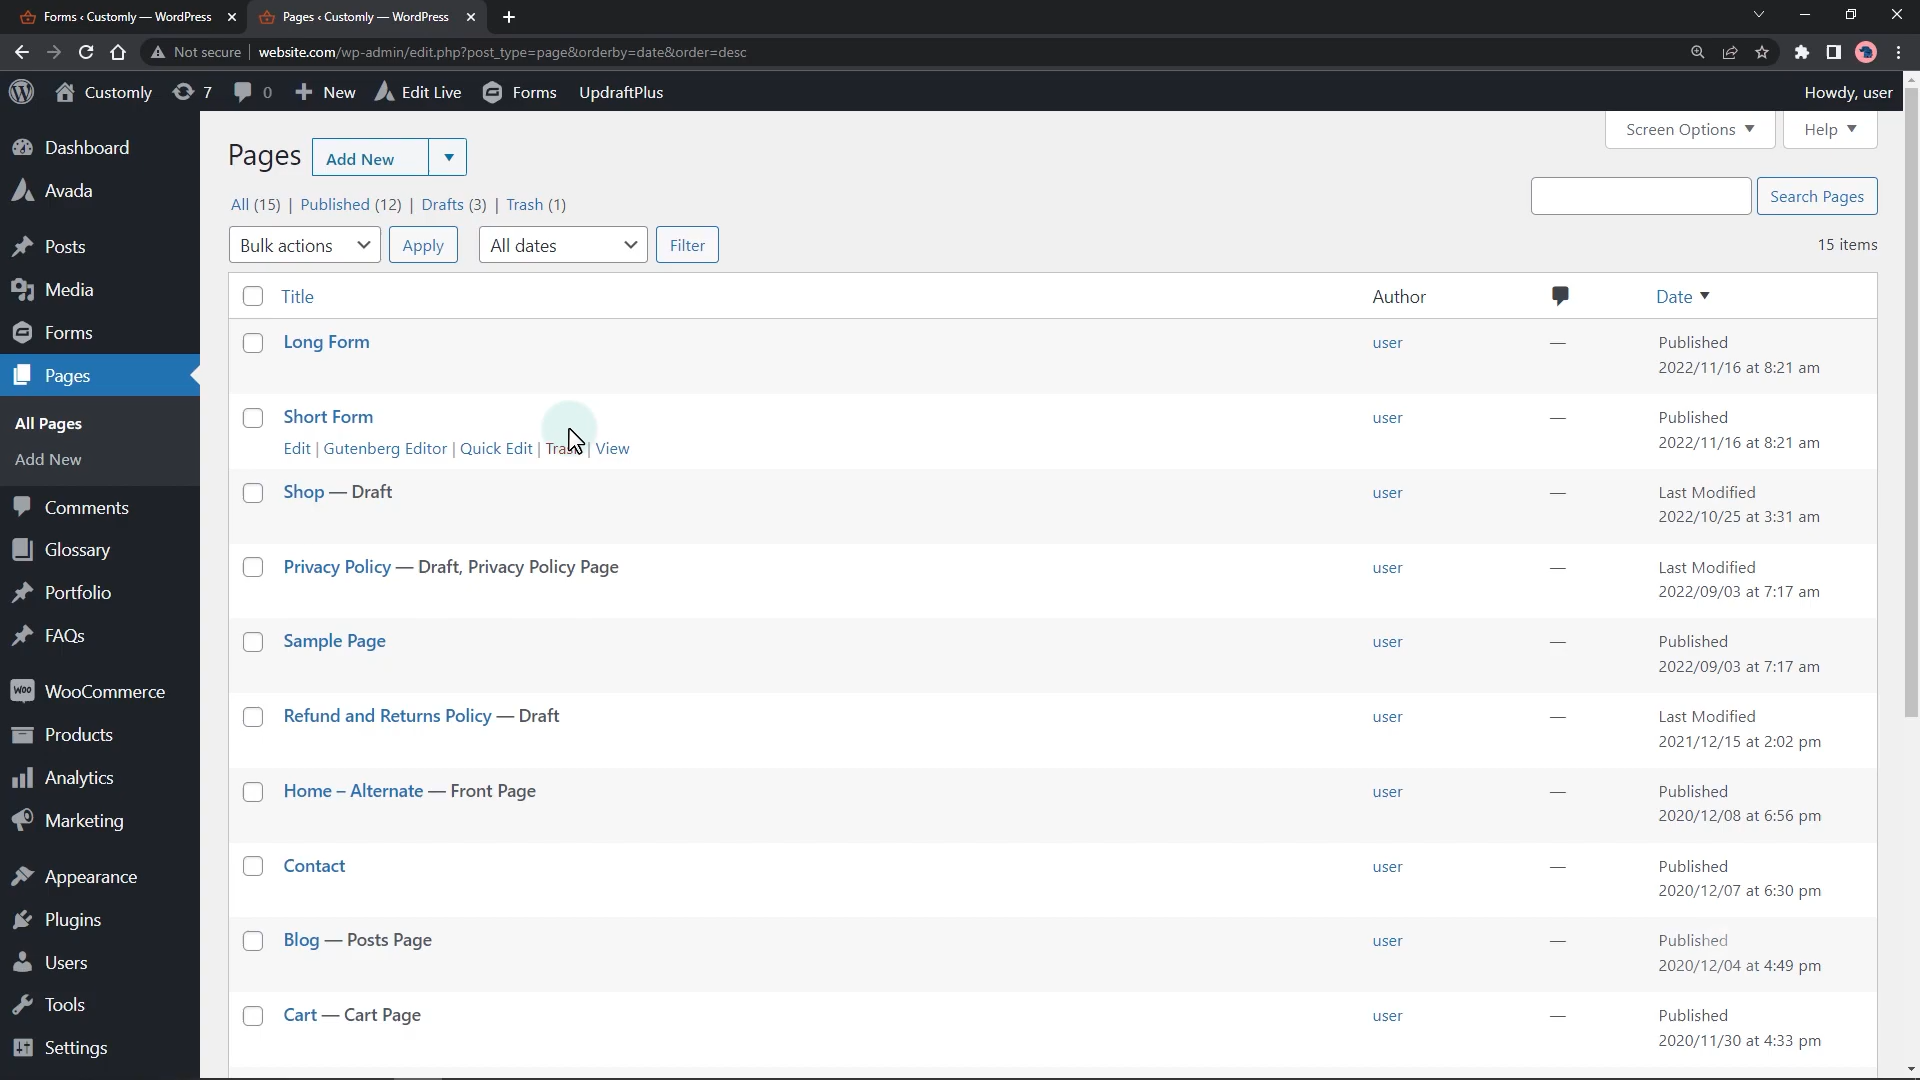 Forms ‹ Customly — WordPress
Pages ‹ Customly — WordPress
Not secure
website.com/wp-admin/edit.php?post_type=page&orderby=date&order=desc
Customly 7 0 New Edit Live Forms UpdraftPlus Howdy, user
Dashboard
Avada
Posts
Media
Forms
Pages
All Pages
Add New
Comments
Glossary
Portfolio
FAQs
WooCommerce
Products
Analytics
Marketing
Appearance
Plugins
Users
Tools
Settings
Screen Options Help
Pages Add New
All (15) | Published (12) | Drafts (3) | Trash (1)
Search Pages
Bulk actions Apply All dates Filter 15 items
Title Author Date
Long Form user — Published
2022/11/16 at 8:21 am
Short Form user — Published
Edit | Gutenberg Editor | Quick Edit | Trash | View 2022/11/16 at 8:21 am
Shop — Draft user — Last Modified
2022/10/25 at 3:31 am
Privacy Policy — Draft, Privacy Policy Page user — Last Modified
2022/09/03 at 7:17 am
Sample Page user — Published
2022/09/03 at 7:17 am
Refund and Returns Policy — Draft user — Last Modified
2021/12/15 at 2:02 pm
Home – Alternate — Front Page user — Published
2020/12/08 at 6:56 pm
Contact user — Published
2020/12/07 at 6:30 pm
Blog — Posts Page user — Published
2020/12/04 at 4:49 pm
Cart — Cart Page user — Published
2020/11/30 at 4:33 pm